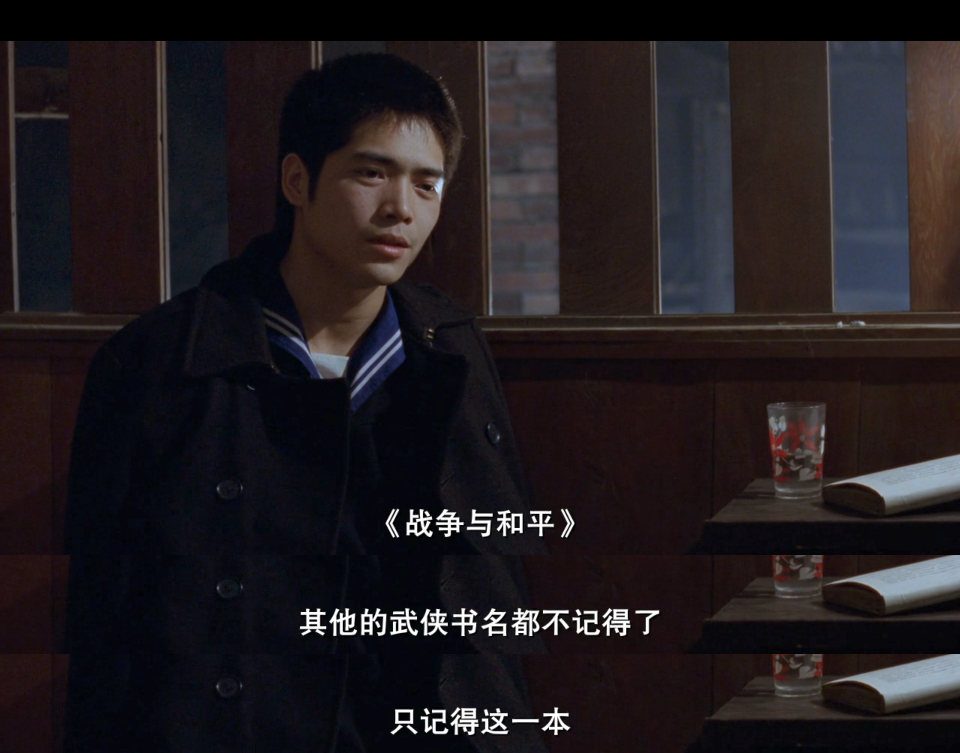 《战争与和平》
其他的武侠书名都不记得了
只记得这一本